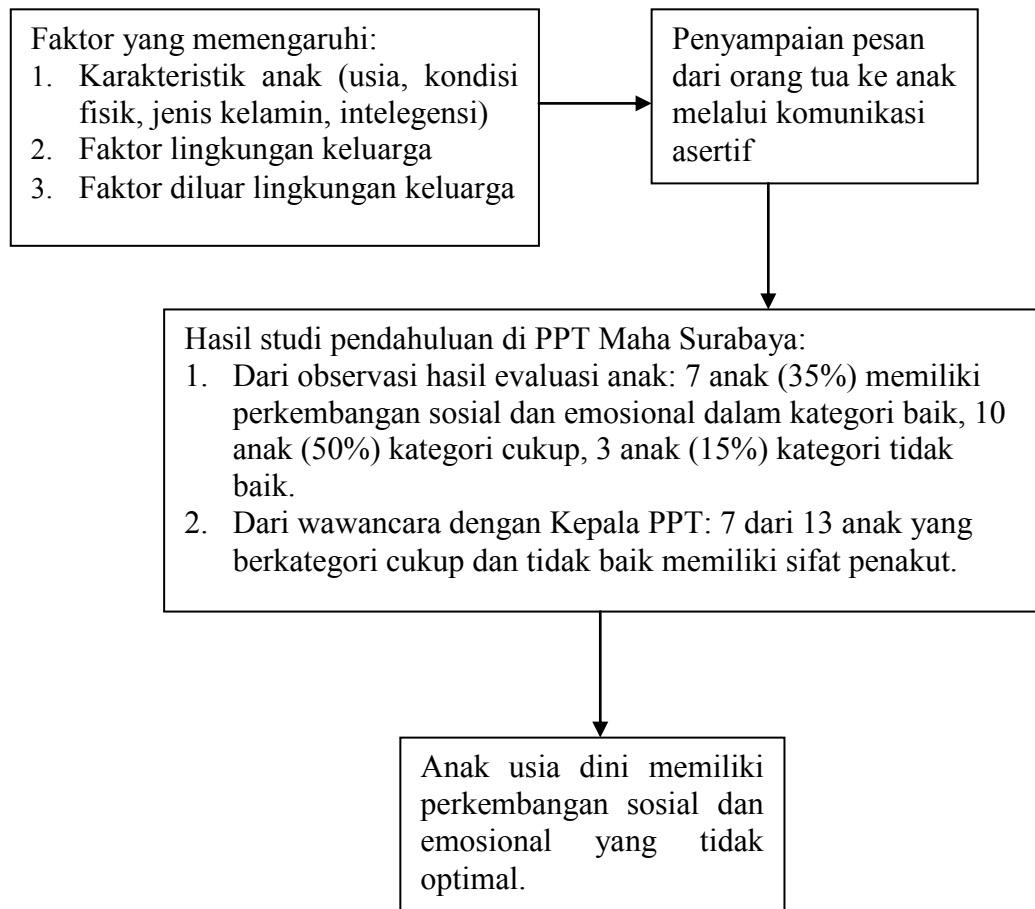 Faktor yang memengaruhi:
1. Karakteristik anak (usia, kondisi
fisik, jenis kelamin, intelegensi)
2. Faktor lingkungan keluarga
3. Faktor diluar lingkungan keluarga
Penyampaian pesan
dari orang tua ke anak
melalui komunikasi
asertif
Hasil studi pendahuluan di PPT Maha Surabaya:
1. Dari observasi hasil evaluasi anak: 7 anak (35%) memiliki
perkembangan sosial dan emosional dalam kategori baik, 10
anak (50%) kategori cukup, 3 anak (15%) kategori tidak
baik.
2. Dari wawancara dengan Kepala PPT: 7 dari 13 anak yang
berkategori cukup dan tidak baik memiliki sifat penakut.
Anak usia dini memiliki
perkembangan sosial dan
emosional yang tidak
optimal.